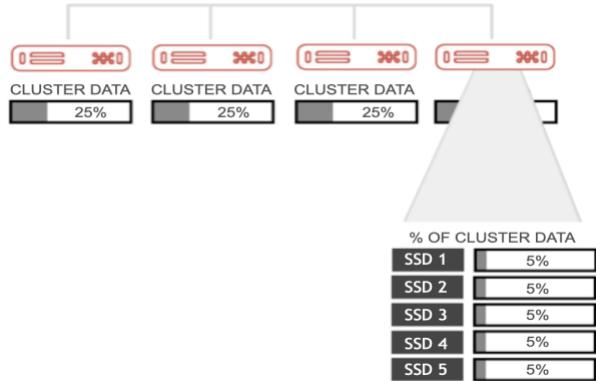 CLUSTER DATA CLUSTER DATA CLUSTER DATA
25% 25% 25%
% OF CLUSTER DATA
SSD 1 5%
SSD 2 5%
SSD 3 5%
SSD 4 5%
SSD 5 5%